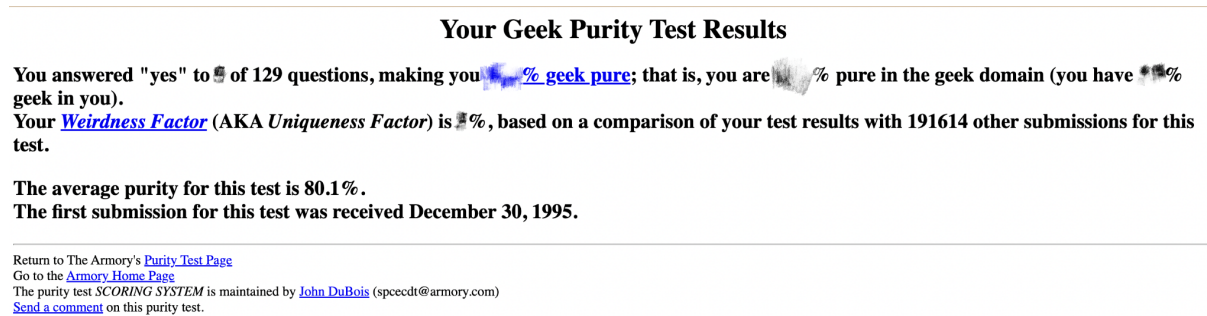 Your Geek Purity Test Results
You answered "yes" to of 129 questions, making you % geek pure; that is, you are % pure in the geek domain (you have %
geek in you).
Your Weirdness Factor (AKA Uniqueness Factor) is %, based on a comparison of your test results with 191614 other submissions for this
test.
The average purity for this test is 80.1%.
The first submission for this test was received December 30, 1995.
Return to The Armory's Purity Test Page
Go to the Armory Home Page
The purity test SCORING SYSTEM is maintained by John DuBois (spcecdt@armory.com)
Send a comment on this purity test.